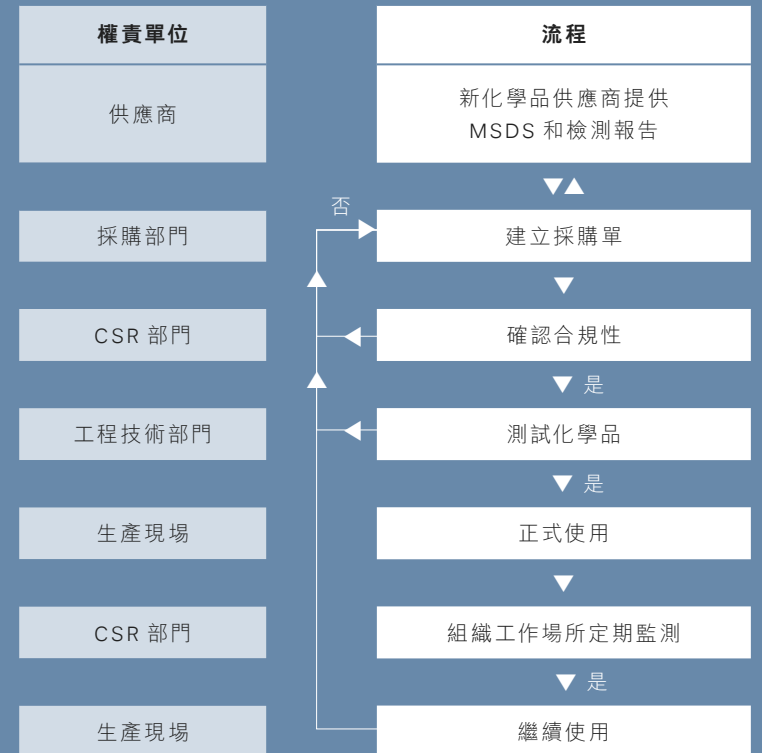 權責單位
流程
供應商
新化學品供應商提供
MSDS 和檢測報告
否
採購部門
建立採購單
CSR 部門
確認合規性
是
工程技術部門
測試化學品
是
生產現場
正式使用
CSR 部門
組織工作場所定期監測
是
生產現場
繼續使用